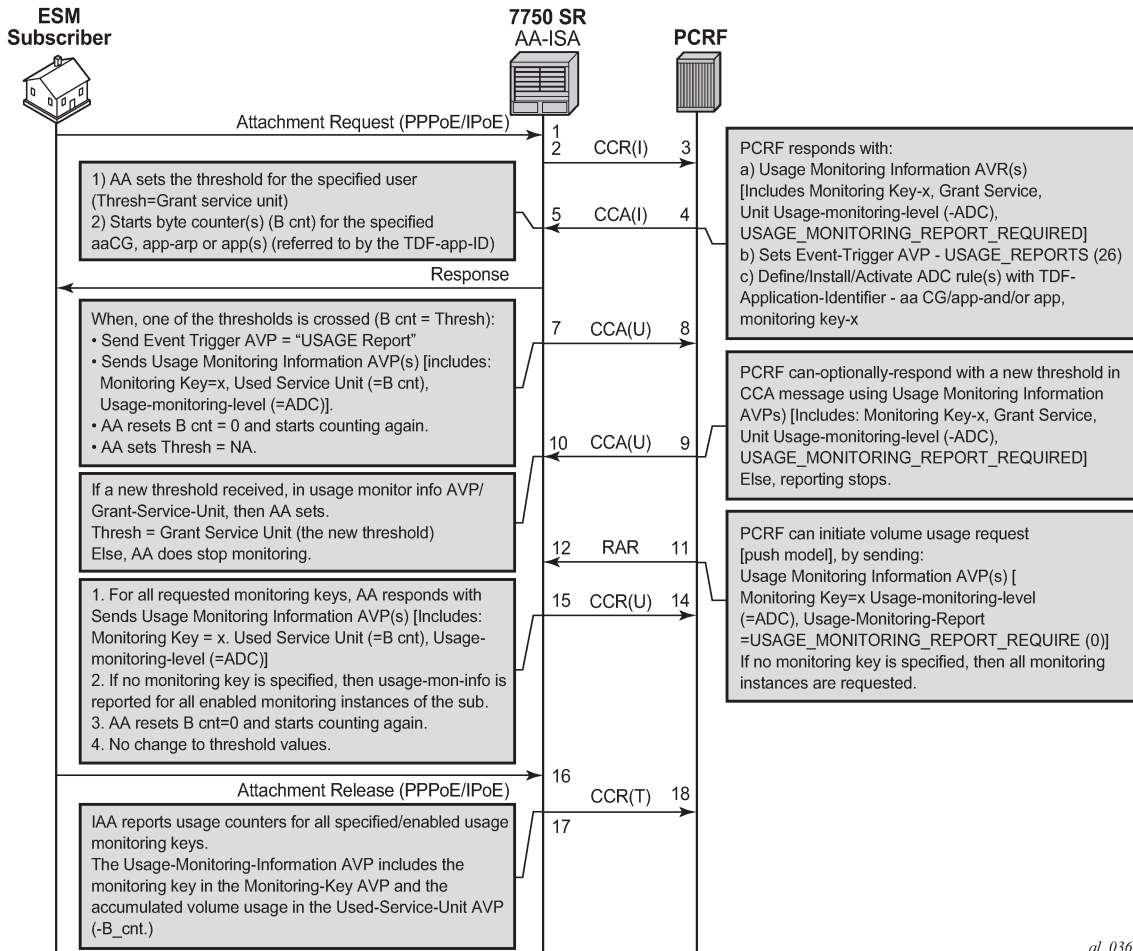 ESM
Subscriber
7750 SR
AA-ISA
PCRF
Attachment Request (PPPoE/IPoE)
1
2 CCR(I) 3
PCRF responds with:
a) Usage Monitoring Information AVR(s)
[Includes Monitoring Key-x, Grant Service,
Unit Usage-monitoring-level (-ADC),
USAGE_MONITORING_REPORT_REQUIRED]
b) Sets Event-Trigger AVP - USAGE_REPORTS (26)
c) Define/Install/Activate ADC rule(s) with TDF-
Application-Identifier - aa CG/app-and/or app,
monitoring key-x
5 CCA(I) 4
1) AA sets the threshold for the specified user
(Thresh=Grant service unit)
2) Starts byte counter(s) (B cnt) for the specified
aaCG, app-arp or app(s) (referred to by the TDF-app-ID)
Response
When, one of the thresholds is crossed (B cnt = Thresh):
• Send Event Trigger AVP = “USAGE Report”
• Sends Usage Monitoring Information AVP(s) [includes:
Monitoring Key=x, Used Service Unit (=B cnt),
Usage-monitoring-level (=ADC)].
• AA resets B cnt = 0 and starts counting again.
• AA sets Thresh = NA.
7 CCA(U) 8
PCRF can-optionally-respond with a new threshold in
CCA message using Usage Monitoring Information
AVPs) [Includes: Monitoring Key-x, Grant Service,
Unit Usage-monitoring-level (-ADC),
USAGE_MONITORING_REPORT_REQUIRED]
Else, reporting stops.
10 CCA(U) 9
If a new threshold received, in usage monitor info AVP/
Grant-Service-Unit, then AA sets.
Thresh = Grant Service Unit (the new threshold)
Else, AA does stop monitoring.
PCRF can initiate volume usage request
[push model], by sending:
Usage Monitoring Information AVP(s) [
Monitoring Key=x Usage-monitoring-level
(=ADC), Usage-Monitoring-Report
=USAGE_MONITORING_REPORT_REQUIRE (0)]
If no monitoring key is specified, then all monitoring
instances are requested.
12 RAR 11
1. For all requested monitoring keys, AA responds with
Sends Usage Monitoring Information AVP(s) [Includes:
Monitoring Key = x. Used Service Unit (=B cnt), Usage-
monitoring-level (=ADC)]
2. If no monitoring key is specified, then usage-mon-info is
reported for all enabled monitoring instances of the sub.
3. AA resets B cnt=0 and starts counting again.
4. No change to threshold values.
15 CCR(U) 14
16
Attachment Release (PPPoE/IPoE)
CCR(T) 18
17
IAA reports usage counters for all specified/enabled usage
monitoring keys.
The Usage-Monitoring-Information AVP includes the
monitoring key in the Monitoring-Key AVP and the
accumulated volume usage in the Used-Service-Unit AVP
(-B_cnt.)
al_036